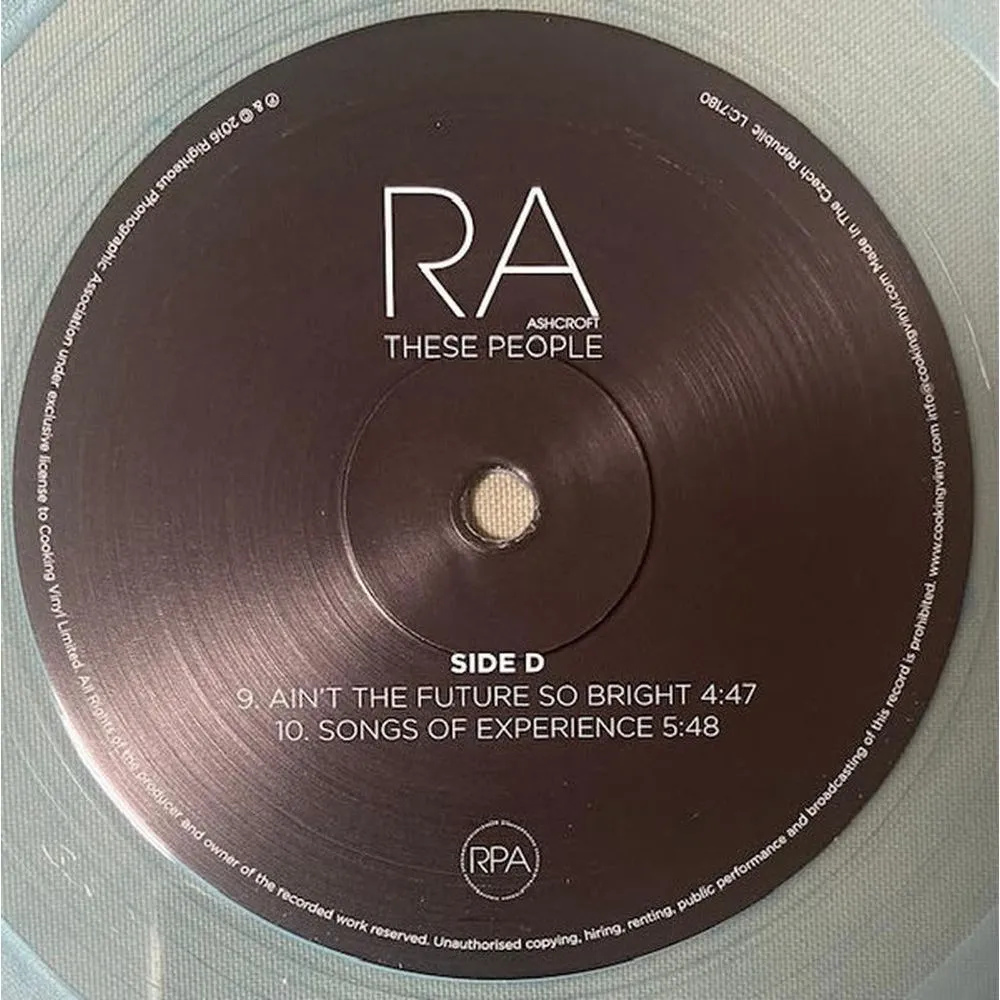 RA
ASHCROFT
THESE PEOPLE
SIDE D
9. AIN'T THE FUTURE SO BRIGHT 4:47
10. SONGS OF EXPERIENCE 5:48
RPA
℗ & © 2016 Righteous Phonographic Association under exclusive license to Cooking Vinyl Limited. All Rights of the producer and owner of the recorded work reserved. Unauthorised copying, hiring, renting, public performance and broadcasting of this record is prohibited. www.cookingvinyl.com info@cookingvinyl.com Made In The Czech Republic LC:7180